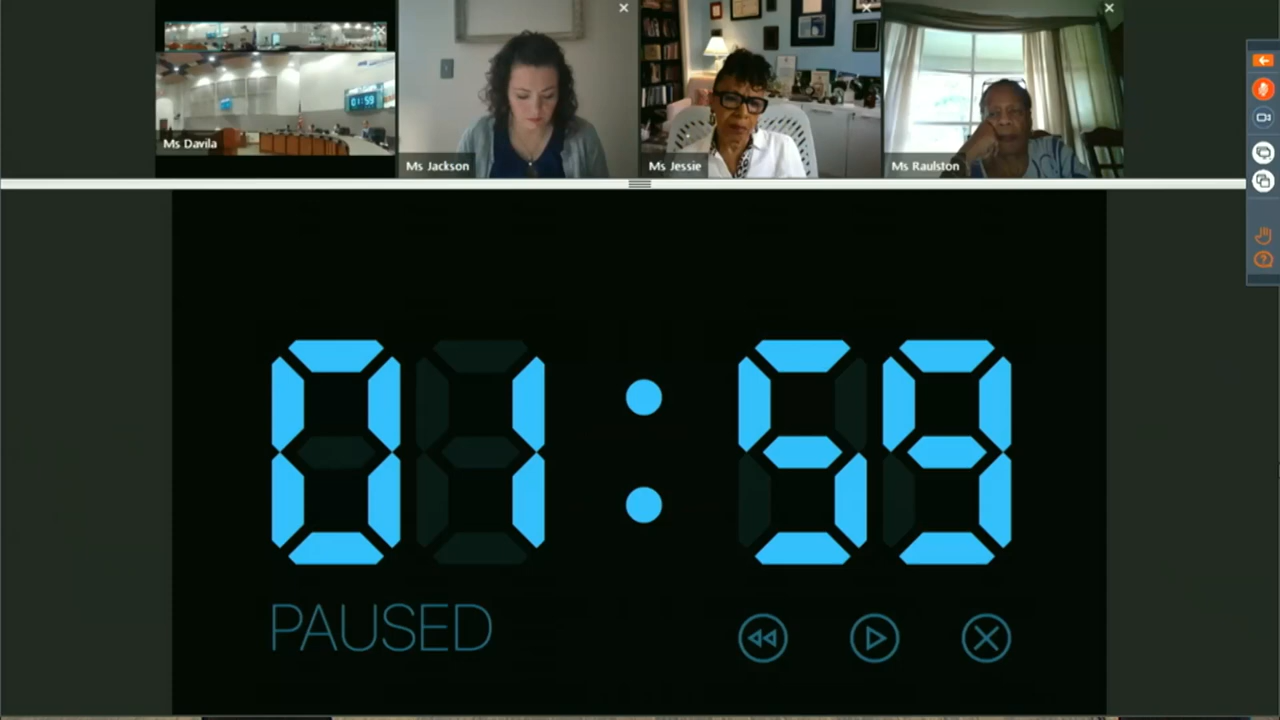 01:59
Ms Davila
Ms Jackson
Ms Jessie
Ms Raulston
01:59
PAUSED